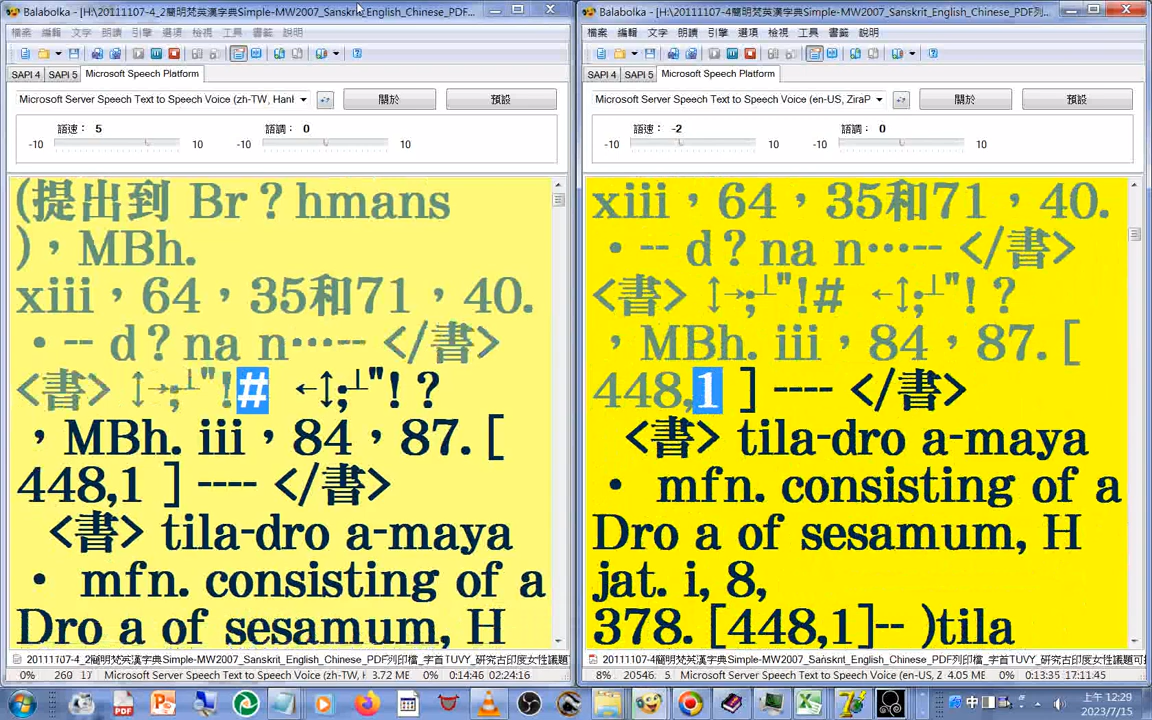 Balabolka - [H:\20111107-4_2簡明梵英漢字典Simple-MW2007_Sanskrit_English_Chinese_PDF...
檔案 編輯 文字 朗讀 引擎 選項 檢視 工具 書籤 說明
SAPI 4 SAPI 5 Microsoft Speech Platform
Microsoft Server Speech Text to Speech Voice (zh-TW, Hanl 關於 預設
語速： 5 語調： 0
-10 10 -10 10
(提出到 Br？hmans
)，MBh.
xiii，64，35和71，40.
• -- d？na n…-- </書>
<書> ↕→;┴"!# ←↕;┴"!？
，MBh. iii，84，87. [
448,1 ] ---- </書>
<書> tila-dro a-maya
• mfn. consisting of a
Dro a of sesamum, H
20111107-4_2簡明梵英漢字典Simple-MW2007_Sanskrit_English_Chinese_PDF列印檔_字首TUVY_研究古印度女性議題
0% 260 3.72 MB 0% 0:14:46 02:24:16
Microsoft Server Speech Text to Speech Voice (zh-TW, H
Balabolka - [H:\20111107-4簡明梵英漢字典Simple-MW2007_Sanskrit_English_Chinese_PDF列...
檔案 編輯 文字 朗讀 引擎 選項 檢視 工具 書籤 說明
SAPI 4 SAPI 5 Microsoft Speech Platform
Microsoft Server Speech Text to Speech Voice (en-US, ZiraP 關於 預設
語速： -2 語調： 0
-10 10 -10 10
xiii，64，35和71，40.
• -- d？na n…-- </書>
<書> ↕→;┴"!# ←↕;┴"!？
，MBh. iii，84，87. [
448,1 ] ---- </書>
<書> tila-dro a-maya
• mfn. consisting of a
Dro a of sesamum, H
jat. i, 8,
378. [448,1]-- )tila
20111107-4簡明梵英漢字典Simple-MW2007_Sanskrit_English_Chinese_PDF列印檔_字首TUVY_研究古印度女性議題可
8% 20546. Microsoft Server Speech Text to Speech Voice (en-US, Z 4.05 MB 0% 0:13:35 17:11:45
中
上午 12:29
2023/7/15